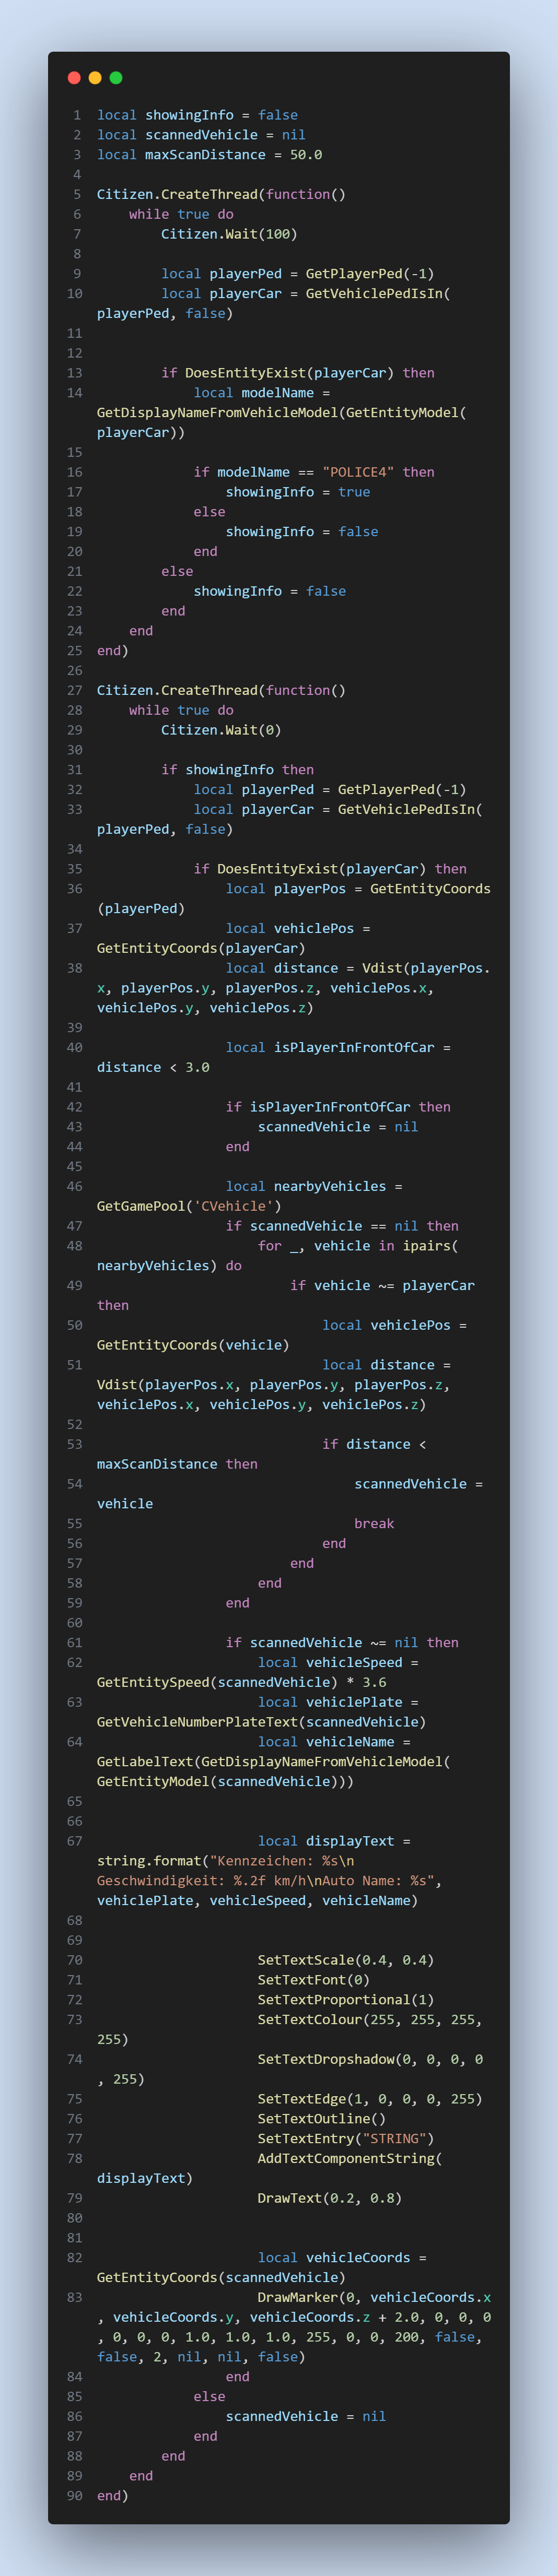 1 local showingInfo = false
2 local scannedVehicle = nil
3 local maxScanDistance = 50.0
4
5 Citizen.CreateThread(function()
6     while true do
7         Citizen.Wait(100)
8
9         local playerPed = GetPlayerPed(-1)
10         local playerCar = GetVehiclePedIsIn(
playerPed, false)
11
12
13         if DoesEntityExist(playerCar) then
14             local modelName =
GetDisplayNameFromVehicleModel(GetEntityModel(
playerCar))
15
16             if modelName == "POLICE4" then
17                 showingInfo = true
18             else
19                 showingInfo = false
20             end
21         else
22             showingInfo = false
23         end
24     end
25 end)
26
27 Citizen.CreateThread(function()
28     while true do
29         Citizen.Wait(0)
30
31         if showingInfo then
32             local playerPed = GetPlayerPed(-1)
33             local playerCar = GetVehiclePedIsIn(
playerPed, false)
34
35             if DoesEntityExist(playerCar) then
36                 local playerPos = GetEntityCoords
(playerPed)
37                 local vehiclePos =
GetEntityCoords(playerCar)
38                 local distance = Vdist(playerPos.
x, playerPos.y, playerPos.z, vehiclePos.x,
vehiclePos.y, vehiclePos.z)
39
40                 local isPlayerInFrontOfCar =
distance < 3.0
41
42                 if isPlayerInFrontOfCar then
43                     scannedVehicle = nil
44                 end
45
46                 local nearbyVehicles =
GetGamePool('CVehicle')
47                 if scannedVehicle == nil then
48                     for _, vehicle in ipairs(
nearbyVehicles) do
49                         if vehicle ~= playerCar
then
50                             local vehiclePos =
GetEntityCoords(vehicle)
51                             local distance =
Vdist(playerPos.x, playerPos.y, playerPos.z,
vehiclePos.x, vehiclePos.y, vehiclePos.z)
52
53                             if distance <
maxScanDistance then
54                                 scannedVehicle =
vehicle
55                                 break
56                             end
57                         end
58                     end
59                 end
60
61                 if scannedVehicle ~= nil then
62                     local vehicleSpeed =
GetEntitySpeed(scannedVehicle) * 3.6
63                     local vehiclePlate =
GetVehicleNumberPlateText(scannedVehicle)
64                     local vehicleName =
GetLabelText(GetDisplayNameFromVehicleModel(
GetEntityModel(scannedVehicle)))
65
66
67                     local displayText =
string.format("Kennzeichen: %s\n
Geschwindigkeit: %.2f km/h\nAuto Name: %s",
vehiclePlate, vehicleSpeed, vehicleName)
68
69
70                     SetTextScale(0.4, 0.4)
71                     SetTextFont(0)
72                     SetTextProportional(1)
73                     SetTextColour(255, 255, 255,
255)
74                     SetTextDropshadow(0, 0, 0, 0
, 255)
75                     SetTextEdge(1, 0, 0, 0, 255)
76                     SetTextOutline()
77                     SetTextEntry("STRING")
78                     AddTextComponentString(
displayText)
79                     DrawText(0.2, 0.8)
80
81
82                     local vehicleCoords =
GetEntityCoords(scannedVehicle)
83                     DrawMarker(0, vehicleCoords.x
, vehicleCoords.y, vehicleCoords.z + 2.0, 0, 0, 0
, 0, 0, 0, 1.0, 1.0, 1.0, 255, 0, 0, 200, false,
false, 2, nil, nil, false)
84                 end
85             else
86                 scannedVehicle = nil
87             end
88         end
89     end
90 end)